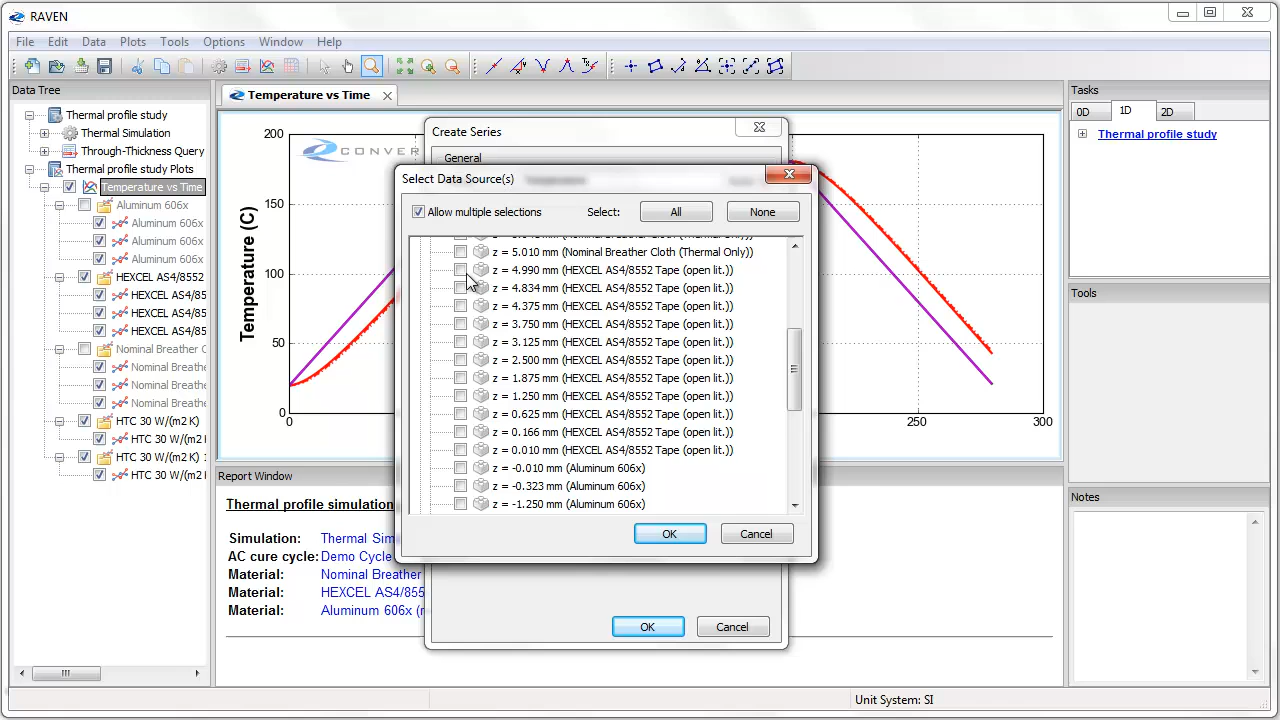 RAVEN
File Edit Data Plots Tools Options Window Help
Data Tree
Thermal profile study
Thermal Simulation
Through-Thickness Query
Thermal profile study Plots
Temperature vs Time
Aluminum 606x
Aluminum 606x
Aluminum 606x
Aluminum 606x
HEXCEL AS4/8552
HEXCEL AS4/85
HEXCEL AS4/85
HEXCEL AS4/85
Nominal Breather C
Nominal Breathe
Nominal Breathe
Nominal Breathe
HTC 30 W/(m2 K)
HTC 30 W/(m2 K
HTC 30 W/(m2 K) 1
HTC 30 W/(m2 K
Temperature vs Time
CONVER
Temperature (C)
200
150
100
50
0
0
250
300
Create Series
General
Temperature
Select Data Source(s)
Allow multiple selections
Select:
All
None
z = 5.010 mm (Nominal Breather Cloth (Thermal Only))
z = 4.990 mm (HEXCEL AS4/8552 Tape (open lit.))
z = 4.834 mm (HEXCEL AS4/8552 Tape (open lit.))
z = 4.375 mm (HEXCEL AS4/8552 Tape (open lit.))
z = 3.750 mm (HEXCEL AS4/8552 Tape (open lit.))
z = 3.125 mm (HEXCEL AS4/8552 Tape (open lit.))
z = 2.500 mm (HEXCEL AS4/8552 Tape (open lit.))
z = 1.875 mm (HEXCEL AS4/8552 Tape (open lit.))
z = 1.250 mm (HEXCEL AS4/8552 Tape (open lit.))
z = 0.625 mm (HEXCEL AS4/8552 Tape (open lit.))
z = 0.166 mm (HEXCEL AS4/8552 Tape (open lit.))
z = 0.010 mm (HEXCEL AS4/8552 Tape (open lit.))
z = -0.010 mm (Aluminum 606x)
z = -0.323 mm (Aluminum 606x)
z = -1.250 mm (Aluminum 606x)
OK
Cancel
OK
Cancel
Report Window
Thermal profile simulation
Simulation: Thermal Sim
AC cure cycle: Demo Cycle
Material: Nominal Breather
Material: HEXCEL AS4/855
Material: Aluminum 606x (r
Tasks
0D 1D 2D
Thermal profile study
Tools
Notes
Unit System: SI